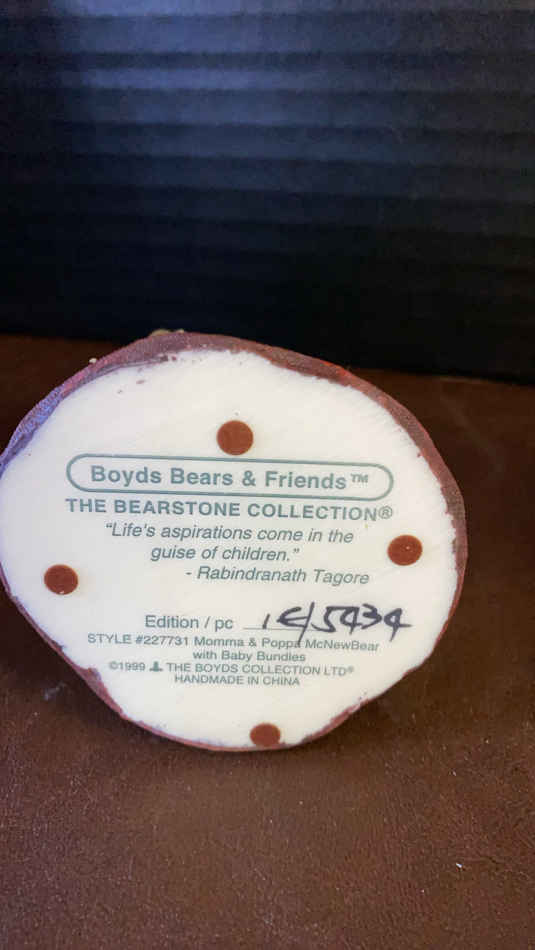 Boyds Bears & Friends™
THE BEARSTONE COLLECTION®
"Life's aspirations come in the
guise of children."
- Rabindranath Tagore
Edition / pc 1E/5434
STYLE #227731 Momma & Poppa McNewBear
with Baby Bundles
©1999 THE BOYDS COLLECTION LTD®
HANDMADE IN CHINA